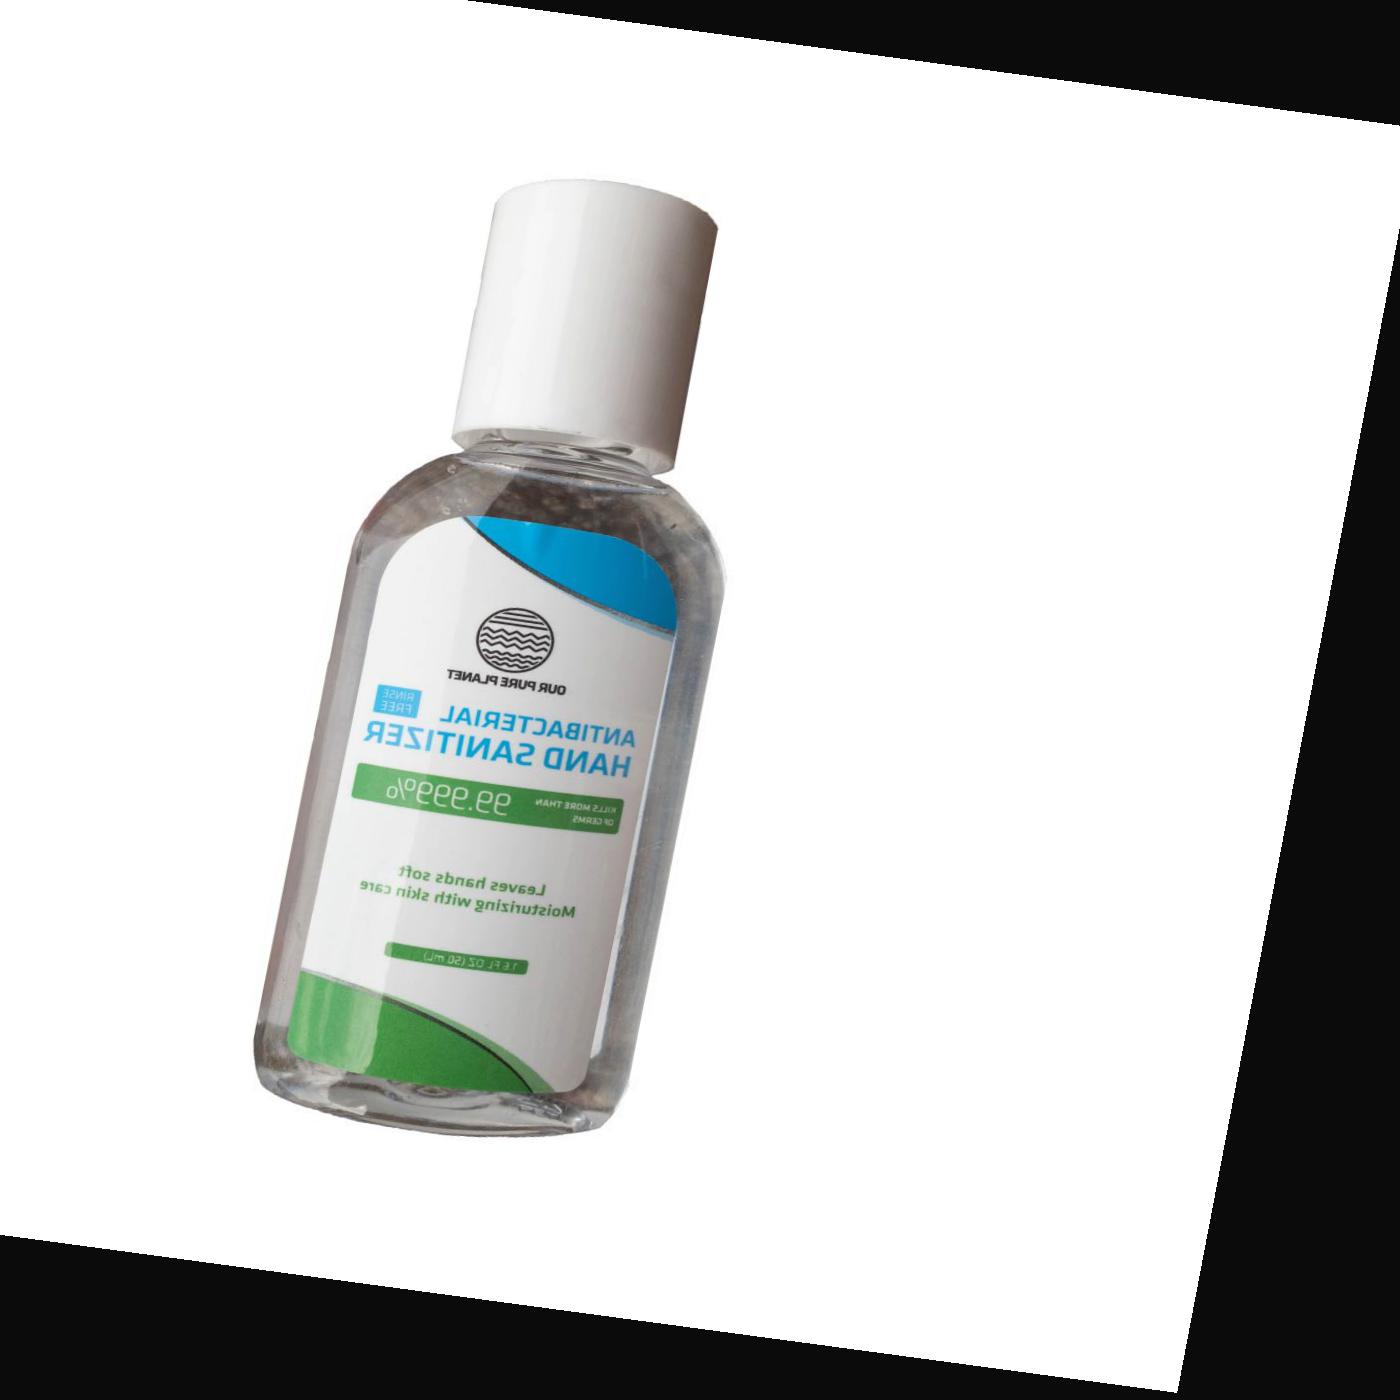 OUR PURE PLANET
ANTIBACTERIAL
RINSE
FREE
HAND SANITIZER
KILLS MORE THAN 99.999%
OF GERMS
Leaves hands soft
Moisturizing with skin care
1.6 FL OZ (50 mL)